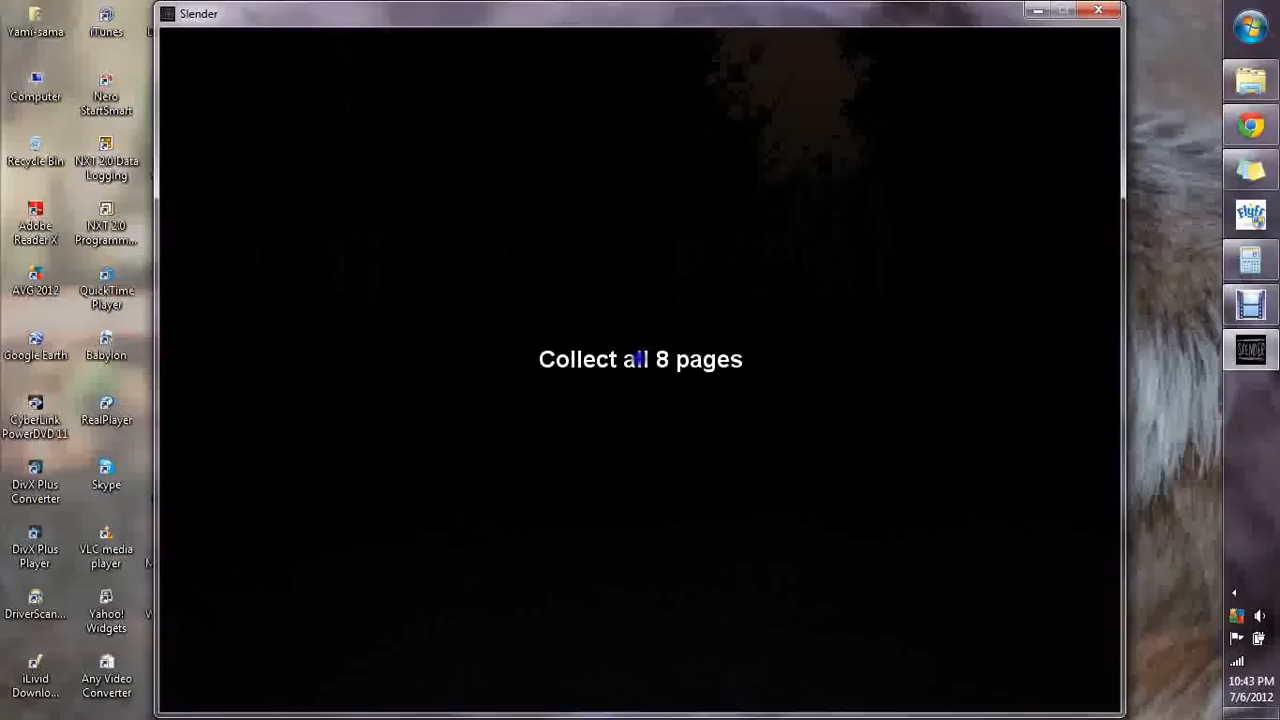 Slender
Yami-sama
iTunes
Computer
Nero
StartSmart
Recycle Bin
NXT 2.0 Data
Logging
Adobe
Reader X
NXT 2.0
Programm...
AVG 2012
QuickTime
Player
Google Earth
Babylon
CyberLink
PowerDVD 11
RealPlayer
DivX Plus
Converter
Skype
DivX Plus
Player
VLC media
player
DriverScan...
Yahoo!
Widgets
iLivid
Downlo...
Any Video
Converter
Collect all 8 pages
Flyff
SLENDER
10:43 PM
7/6/2012